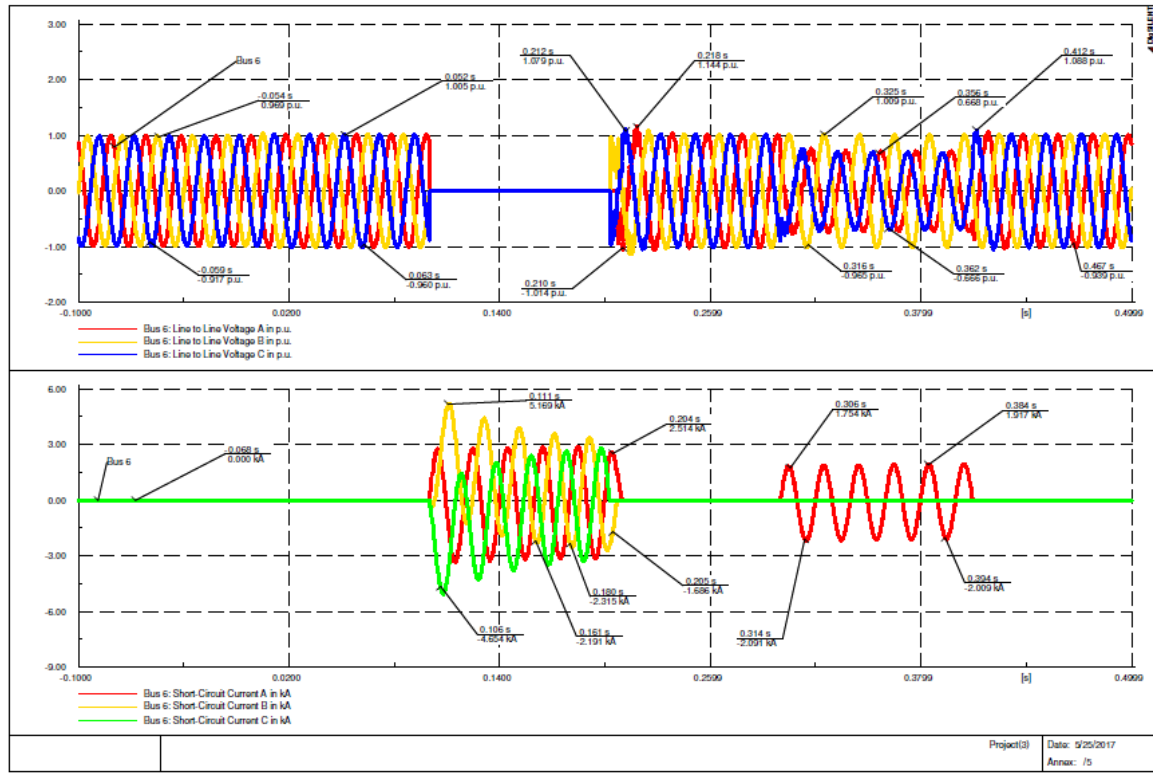 DIgSILENT
3.00
2.00
1.00
0.00
-1.00
-2.00
-0.1000
0.0200
0.1400
0.2599
0.3799
[s]
0.4999
Bus 6
-0.054 s
0.969 p.u.
0.052 s
1.005 p.u.
0.212 s
1.079 p.u.
0.218 s
1.144 p.u.
0.325 s
1.009 p.u.
0.356 s
0.668 p.u.
0.412 s
1.088 p.u.
-0.059 s
-0.917 p.u.
0.063 s
-0.960 p.u.
0.210 s
-1.014 p.u.
0.316 s
-0.965 p.u.
0.362 s
-0.666 p.u.
0.467 s
-0.939 p.u.
Bus 6: Line to Line Voltage A in p.u.
Bus 6: Line to Line Voltage B in p.u.
Bus 6: Line to Line Voltage C in p.u.
6.00
3.00
0.00
-3.00
-6.00
-9.00
-0.1000
0.0200
0.1400
0.2599
0.3799
[s]
0.4999
Bus 6
-0.068 s
0.000 kA
0.111 s
5.169 kA
0.204 s
2.514 kA
0.306 s
1.754 kA
0.384 s
1.917 kA
0.106 s
-4.654 kA
0.161 s
-2.191 kA
0.180 s
-2.315 kA
0.205 s
-1.686 kA
0.314 s
-2.091 kA
0.394 s
-2.009 kA
Bus 6: Short-Circuit Current A in kA
Bus 6: Short-Circuit Current B in kA
Bus 6: Short-Circuit Current C in kA
Project(3)
Date: 5/25/2017
Annex: /5